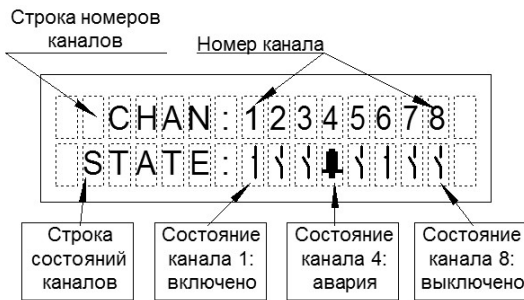 Строка номеров
каналов
Номер канала
CHAN:12345678
STATE:
Строка
состояний
каналов
Состояние
канала 1:
включено
Состояние
канала 4:
авария
Состояние
канала 8:
выключено